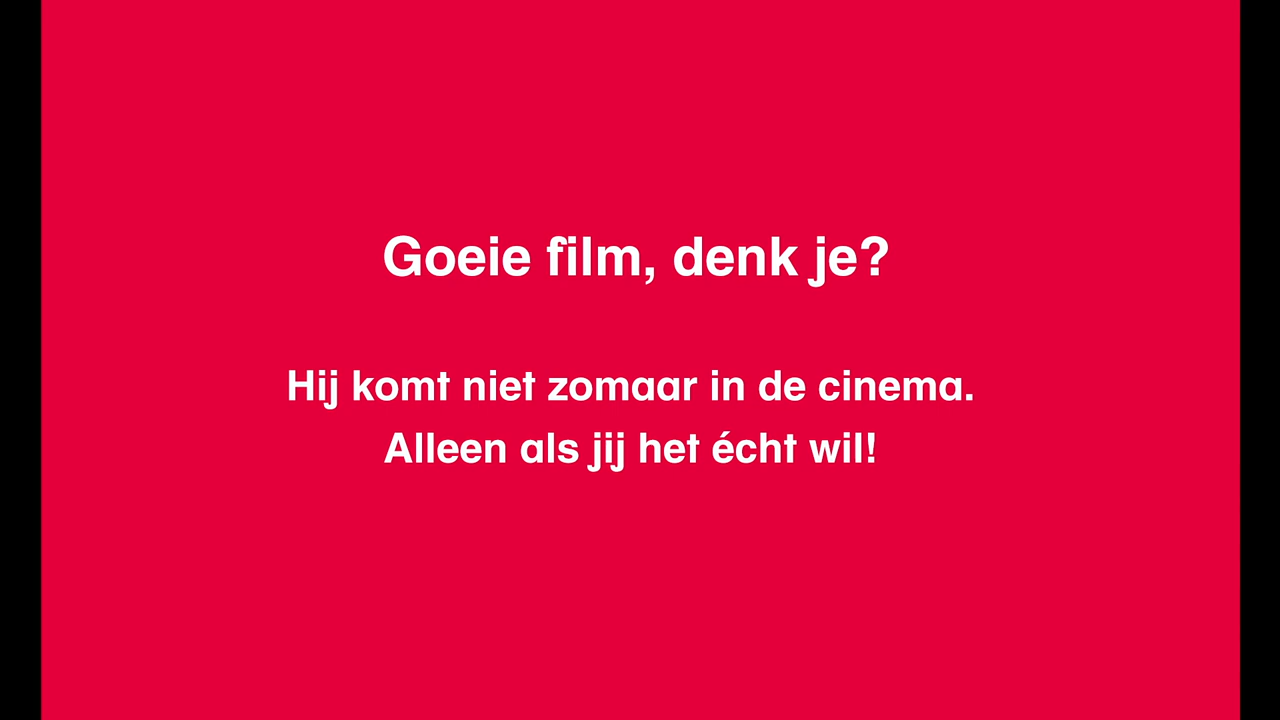 Goeie film, denk je?
Hij komt niet zomaar in de cinema.
Alleen als jij het écht wil!